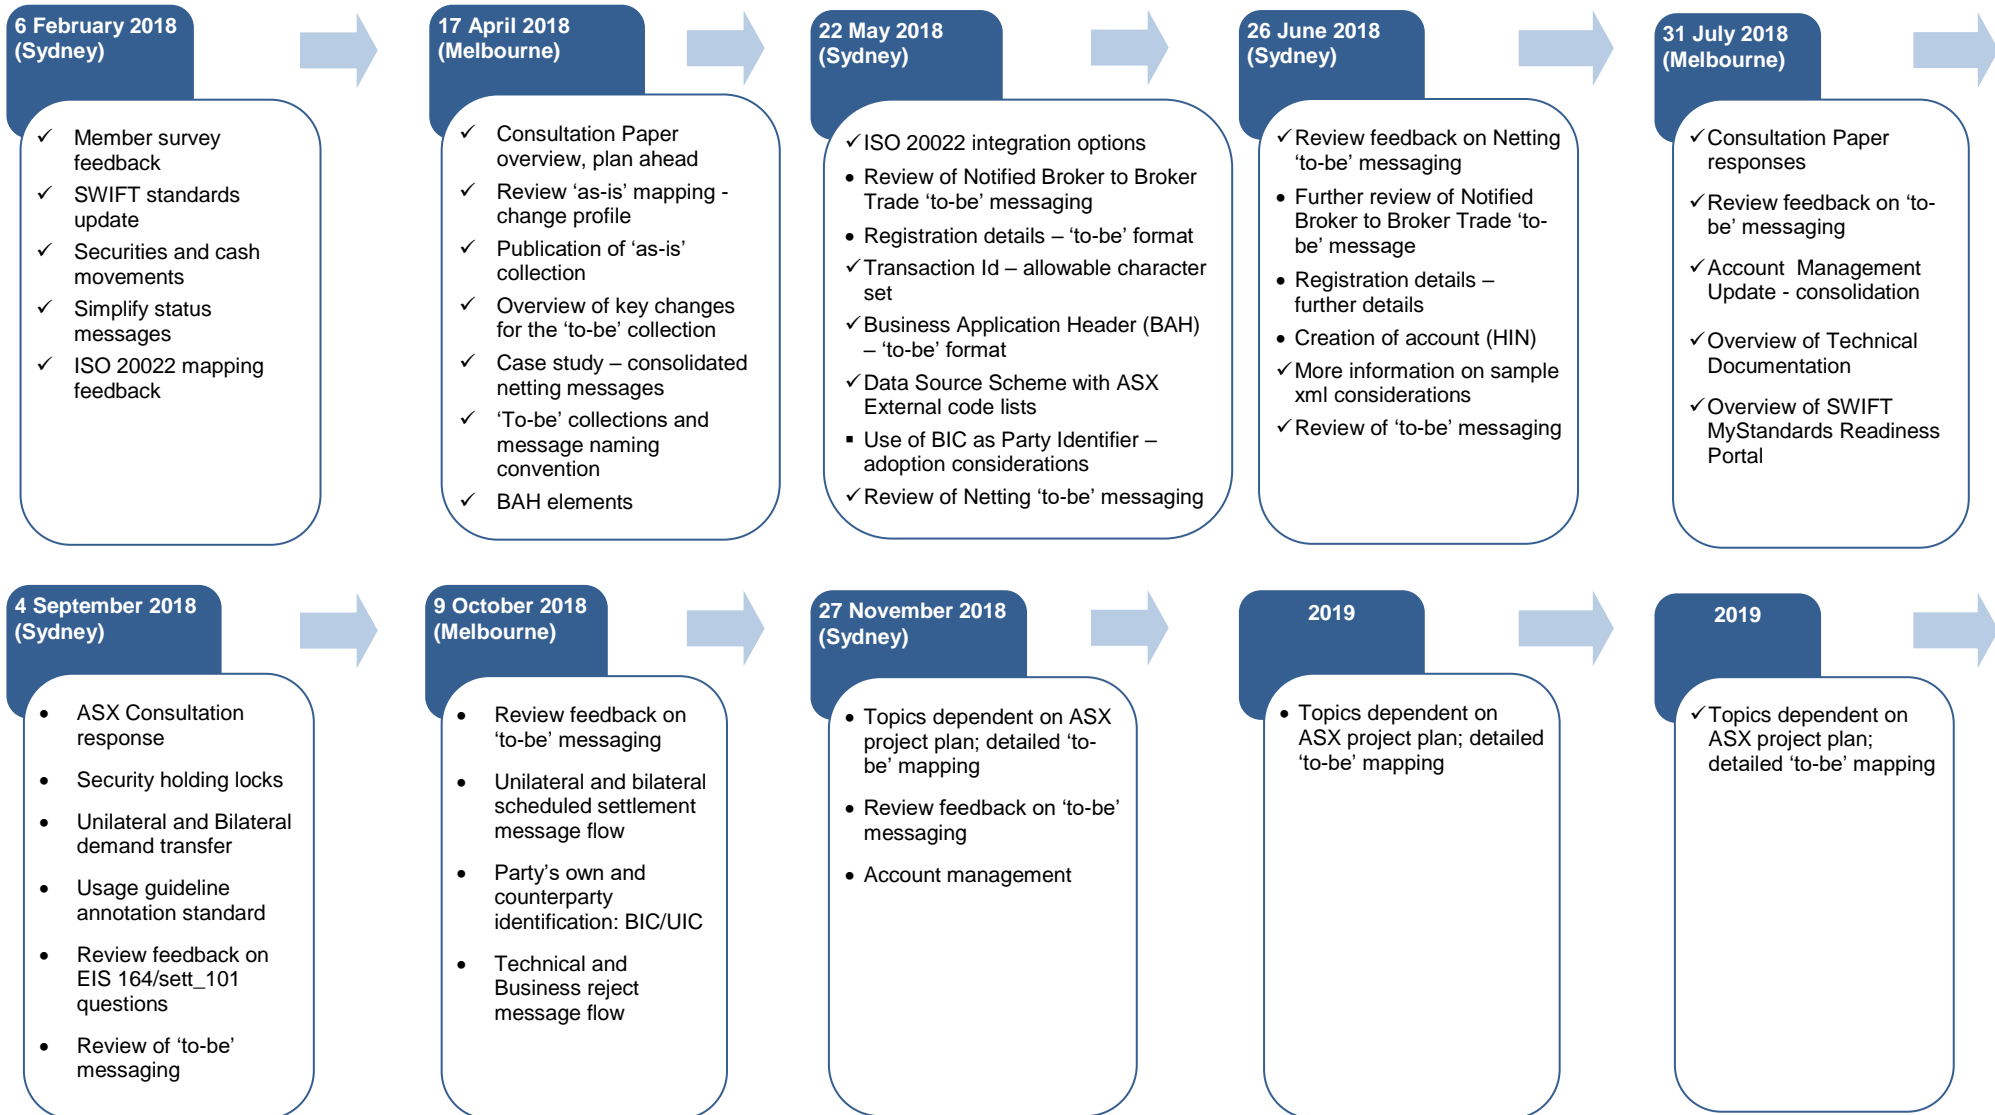 6 February 2018
(Sydney)
✓ Member survey
feedback
✓ SWIFT standards
update
✓ Securities and cash
movements
✓ Simplify status
messages
✓ ISO 20022 mapping
feedback
17 April 2018
(Melbourne)
✓ Consultation Paper
overview, plan ahead
✓ Review ‘as-is’ mapping -
change profile
✓ Publication of ‘as-is’
collection
✓ Overview of key changes
for the ‘to-be’ collection
✓ Case study – consolidated
netting messages
✓ ‘To-be’ collections and
message naming
convention
✓ BAH elements
22 May 2018
(Sydney)
✓ ISO 20022 integration options
• Review of Notified Broker to Broker
Trade ‘to-be’ messaging
• Registration details – ‘to-be’ format
✓ Transaction Id – allowable character
set
✓ Business Application Header (BAH)
– ‘to-be’ format
✓ Data Source Scheme with ASX
External code lists
▪ Use of BIC as Party Identifier –
adoption considerations
✓ Review of Netting ‘to-be’ messaging
26 June 2018
(Sydney)
✓ Review feedback on Netting
‘to-be’ messaging
• Further review of Notified
Broker to Broker Trade ‘to-
be’ message
• Registration details –
further details
• Creation of account (HIN)
✓ More information on sample
xml considerations
✓ Review of ‘to-be’ messaging
31 July 2018
(Melbourne)
✓ Consultation Paper
responses
✓ Review feedback on ‘to-
be’ messaging
✓ Account Management
Update - consolidation
✓ Overview of Technical
Documentation
✓ Overview of SWIFT
MyStandards Readiness
Portal
4 September 2018
(Sydney)
• ASX Consultation
response
• Security holding locks
• Unilateral and Bilateral
demand transfer
• Usage guideline
annotation standard
• Review feedback on
EIS 164/sett_101
questions
• Review of ‘to-be’
messaging
9 October 2018
(Melbourne)
• Review feedback on
‘to-be’ messaging
• Unilateral and bilateral
scheduled settlement
message flow
• Party’s own and
counterparty
identification: BIC/UIC
• Technical and
Business reject
message flow
27 November 2018
(Sydney)
• Topics dependent on ASX
project plan; detailed ‘to-
be’ mapping
• Review feedback on ‘to-be’
messaging
• Account management
2019
• Topics dependent on
ASX project plan; detailed
‘to-be’ mapping
2019
✓ Topics dependent on
ASX project plan;
detailed ‘to-be’ mapping